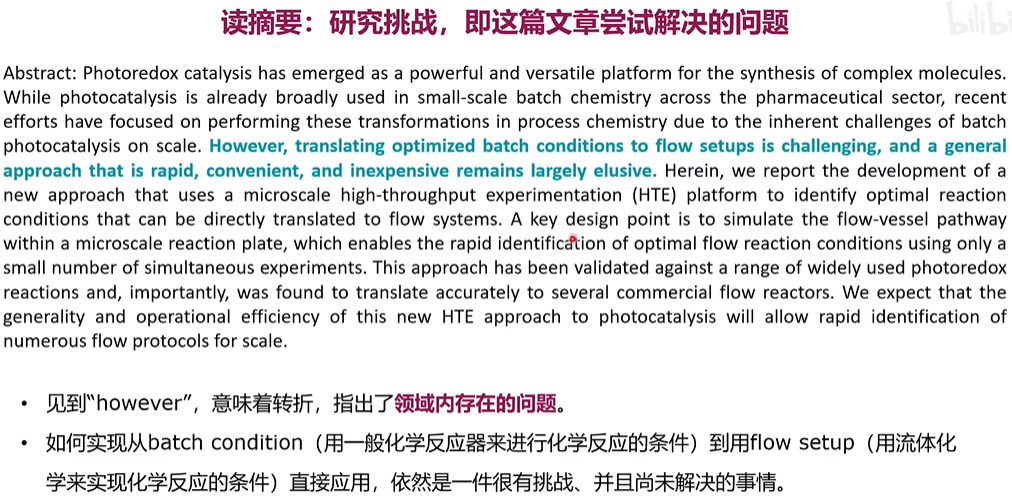 读摘要：研究挑战，即这篇文章尝试解决的问题
bilibi
Abstract: Photoredox catalysis has emerged as a powerful and versatile platform for the synthesis of complex molecules.
While photocatalysis is already broadly used in small-scale batch chemistry across the pharmaceutical sector, recent
efforts have focused on performing these transformations in process chemistry due to the inherent challenges of batch
photocatalysis on scale. However, translating optimized batch conditions to flow setups is challenging, and a general
approach that is rapid, convenient, and inexpensive remains largely elusive. Herein, we report the development of a
new approach that uses a microscale high-throughput experimentation (HTE) platform to identify optimal reaction
conditions that can be directly translated to flow systems. A key design point is to simulate the flow-vessel pathway
within a microscale reaction plate, which enables the rapid identification of optimal flow reaction conditions using only a
small number of simultaneous experiments. This approach has been validated against a range of widely used photoredox
reactions and, importantly, was found to translate accurately to several commercial flow reactors. We expect that the
generality and operational efficiency of this new HTE approach to photocatalysis will allow rapid identification of
numerous flow protocols for scale.
• 见到“however”，意味着转折，指出了领域内存在的问题。
• 如何实现从batch condition（用一般化学反应器来进行化学反应的条件）到用flow setup（用流体化
学来实现化学反应的条件）直接应用，依然是一件很有挑战、并且尚未解决的事情。